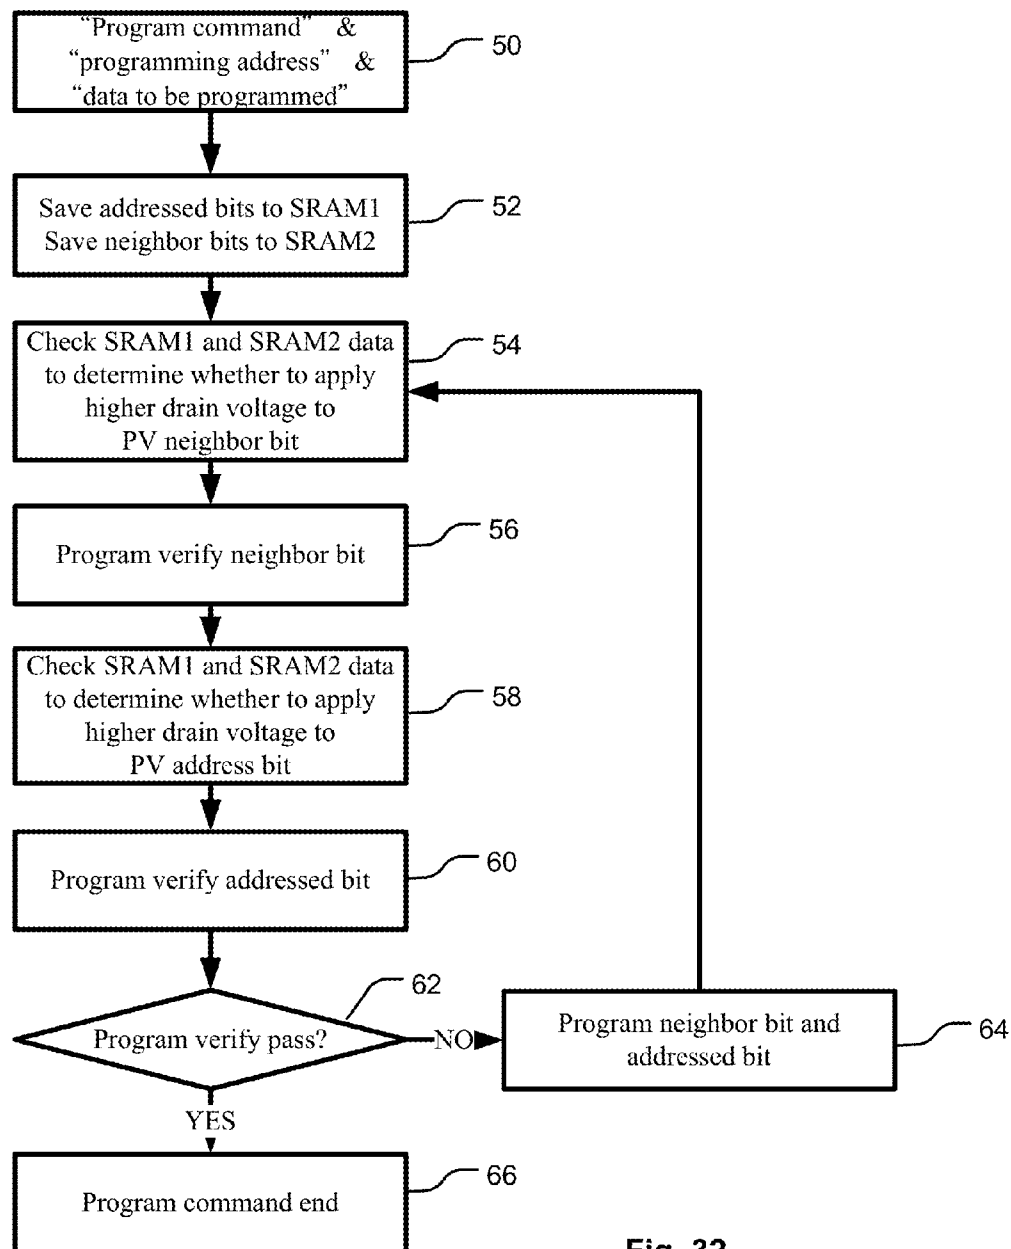 “Program command” &
“programming address” &
“data to be programmed”
50
Save addressed bits to SRAM1
Save neighbor bits to SRAM2
52
Check SRAM1 and SRAM2 data
to determine whether to apply
higher drain voltage to
PV neighbor bit
54
Program verify neighbor bit
56
Check SRAM1 and SRAM2 data
to determine whether to apply
higher drain voltage to
PV address bit
58
Program verify addressed bit
60
Program verify pass?
62
NO
Program neighbor bit and
addressed bit
64
YES
Program command end
66
Fig. 32